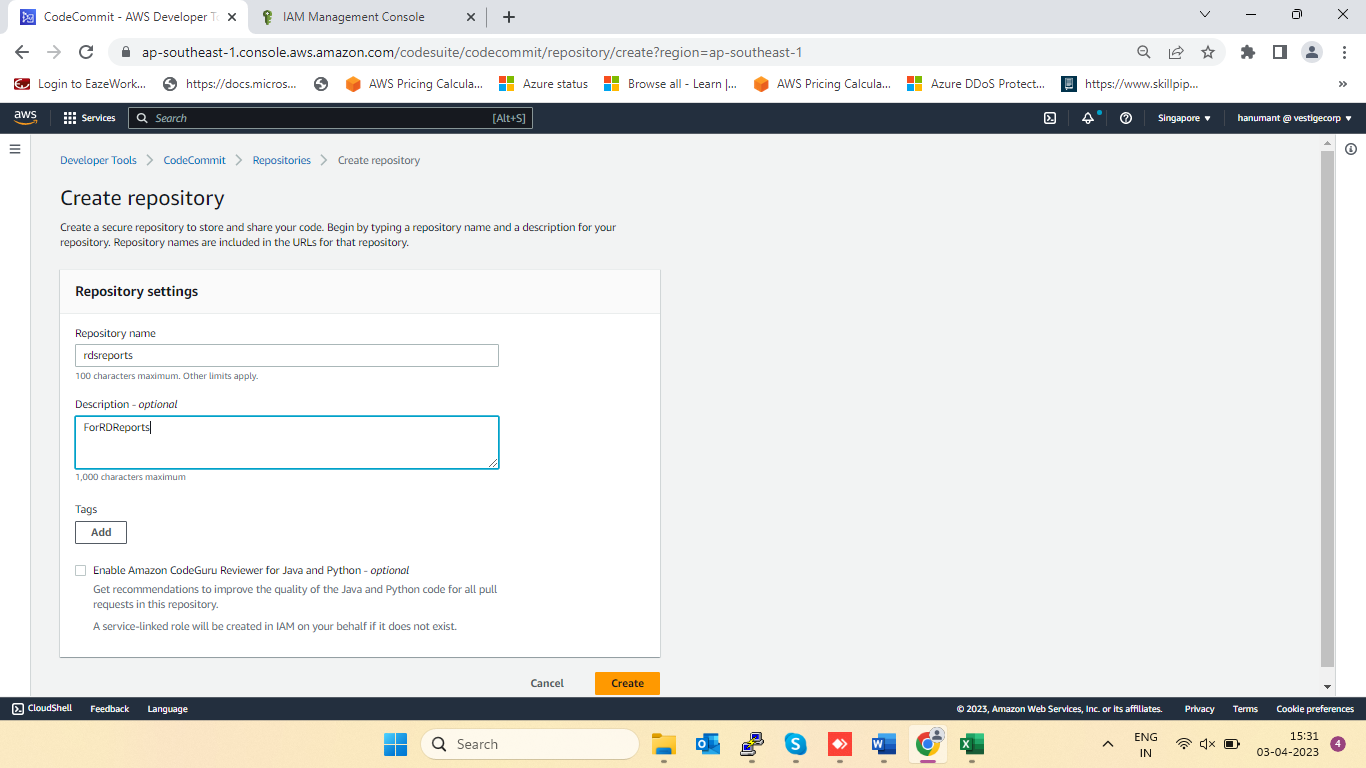 CodeCommit - AWS Developer To
IAM Management Console
ap-southeast-1.console.aws.amazon.com/codesuite/codecommit/repository/create?region=ap-southeast-1
Login to EazeWork...
https://docs.micros...
AWS Pricing Calcula...
Azure status
Browse all - Learn |...
AWS Pricing Calcula...
Azure DDoS Protect...
https://www.skillpip...
»
aws
Services
Search
[Alt+S]
Singapore
hanumant @ vestigecorp
Developer Tools
CodeCommit
Repositories
Create repository
Create repository
Create a secure repository to store and share your code. Begin by typing a repository name and a description for your
repository. Repository names are included in the URLs for that repository.
Repository settings
Repository name
rdsreports
100 characters maximum. Other limits apply.
Description - optional
ForRDReports
1,000 characters maximum
Tags
Add
Enable Amazon CodeGuru Reviewer for Java and Python - optional
Get recommendations to improve the quality of the Java and Python code for all pull
requests in this repository.
A service-linked role will be created in IAM on your behalf if it does not exist.
Cancel
Create
CloudShell
Feedback
Language
© 2023, Amazon Web Services, Inc. or its affiliates.
Privacy
Terms
Cookie preferences
Search
ENG
IN
15:31
03-04-2023
4